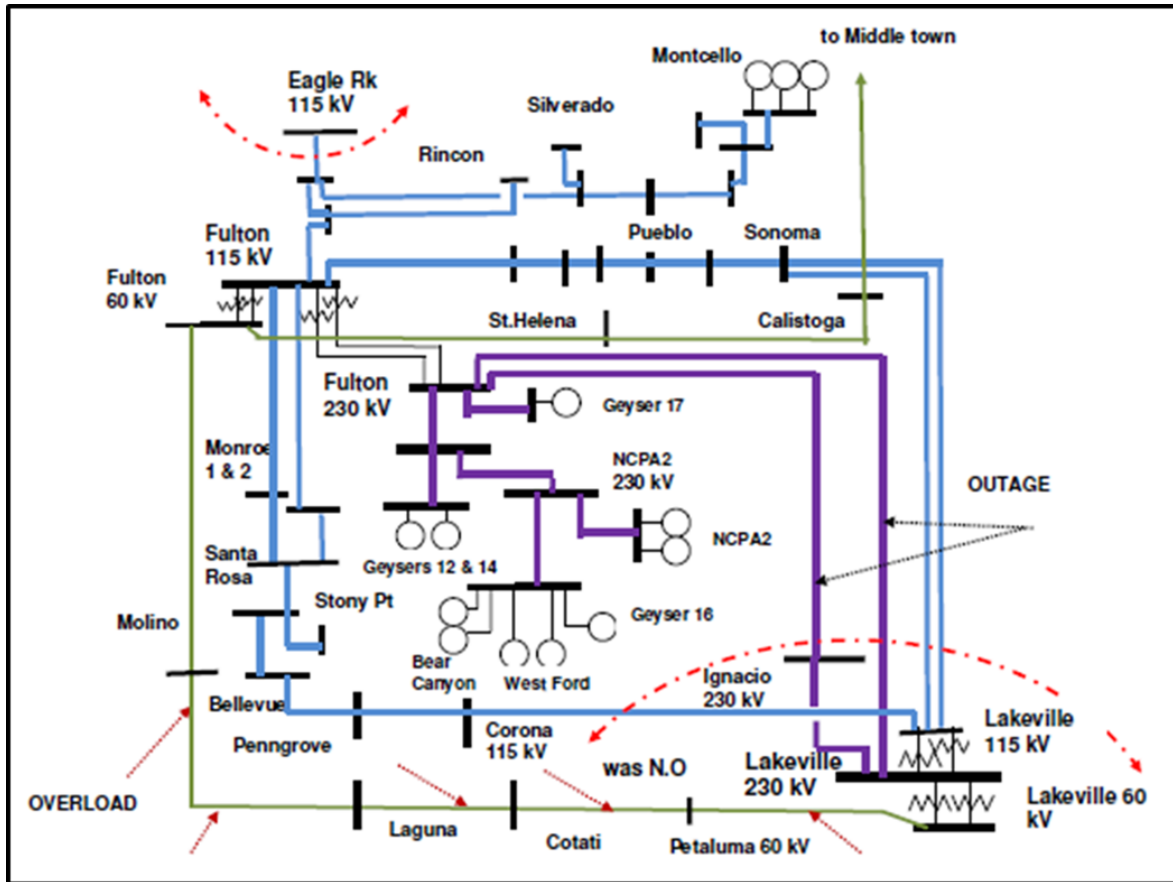 to Middle town
Montcello
Eagle Rk
115 kV
Silverado
Rincon
Fulton
115 kV
Pueblo
Sonoma
Fulton
60 kV
St.Helena
Calistoga
Fulton
230 kV
Geyser 17
Monroe
1 & 2
NCPA2
230 kV
OUTAGE
NCPA2
Santa
Rosa
Geysers 12 & 14
Stony Pt
Molino
Geyser 16
Bear
Canyon
West Ford
Ignacio
230 kV
Bellevue
Penngrove
Corona
115 kV
Lakeville
115 kV
was N.O
Lakeville
230 kV
OVERLOAD
Lakeville 60
kV
Laguna
Cotati
Petaluma 60 kV